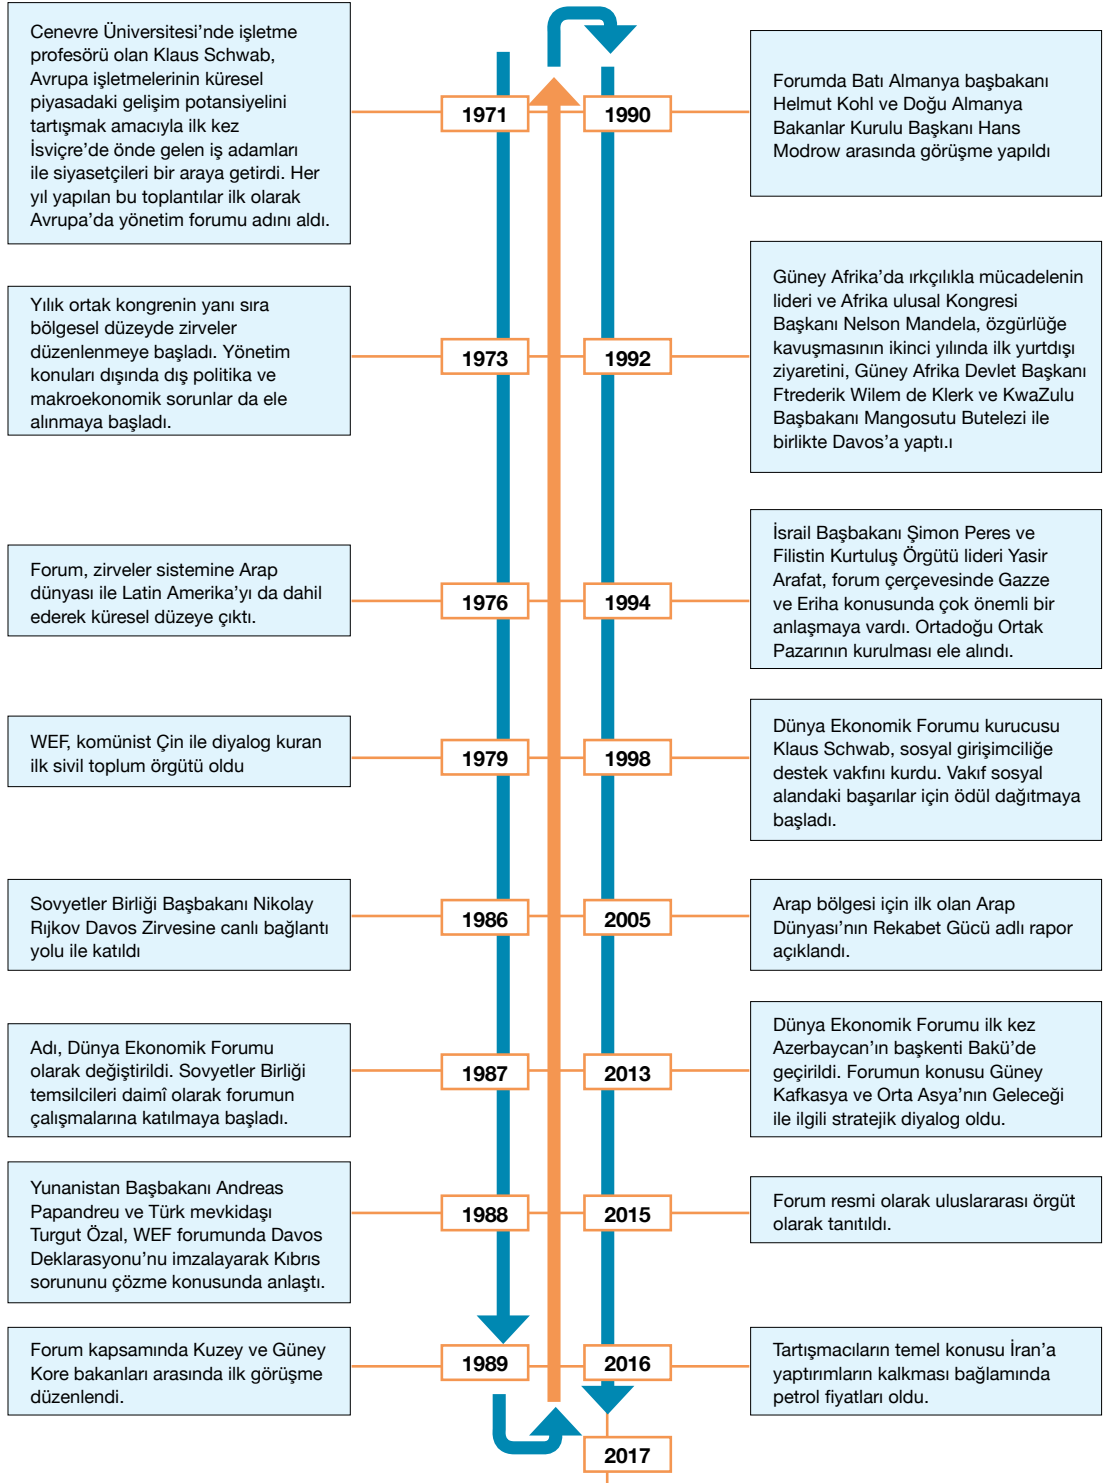 Cenevre Üniversitesi’nde işletme
profesörü olan Klaus Schwab,
Avrupa işletmelerinin küresel
piyasadaki gelişim potansiyelini
tartışmak amacıyla ilk kez
İsviçre’de önde gelen iş adamları
ile siyasetçileri bir araya getirdi. Her
yıl yapılan bu toplantılar ilk olarak
Avrupa’da yönetim forumu adını aldı.
1971
Yılık ortak kongrenin yanı sıra
bölgesel düzeyde zirveler
düzenlenmeye başladı. Yönetim
konuları dışında dış politika ve
makroekonomik sorunlar da ele
alınmaya başladı.
1973
Forum, zirveler sistemine Arap
dünyası ile Latin Amerika’yı da dahil
ederek küresel düzeye çıktı.
1976
WEF, komünist Çin ile diyalog kuran
ilk sivil toplum örgütü oldu
1979
Sovyetler Birliği Başbakanı Nikolay
Rıjkov Davos Zirvesine canlı bağlantı
yolu ile katıldı
1986
Adı, Dünya Ekonomik Forumu
olarak değiştirildi. Sovyetler Birliği
temsilcileri daimî olarak forumun
çalışmalarına katılmaya başladı.
1987
Yunanistan Başbakanı Andreas
Papandreu ve Türk mevkidaşı
Turgut Özal, WEF forumunda Davos
Deklarasyonu’nu imzalayarak Kıbrıs
sorununu çözme konusunda anlaştı.
1988
Forum kapsamında Kuzey ve Güney
Kore bakanları arasında ilk görüşme
düzenlendi.
1989
1990
Forumda Batı Almanya başbakanı
Helmut Kohl ve Doğu Almanya
Bakanlar Kurulu Başkanı Hans
Modrow arasında görüşme yapıldı
1992
Güney Afrika’da ırkçılıkla mücadelenin
lideri ve Afrika ulusal Kongresi
Başkanı Nelson Mandela, özgürlüğe
kavuşmasının ikinci yılında ilk yurtdışı
ziyaretini, Güney Afrika Devlet Başkanı
Ftrederik Wilem de Klerk ve KwaZulu
Başbakanı Mangosutu Butelezi ile
birlikte Davos’a yaptı.ı
1994
İsrail Başbakanı Şimon Peres ve
Filistin Kurtuluş Örgütü lideri Yasir
Arafat, forum çerçevesinde Gazze
ve Eriha konusunda çok önemli bir
anlaşmaya vardı. Ortadoğu Ortak
Pazarının kurulması ele alındı.
1998
Dünya Ekonomik Forumu kurucusu
Klaus Schwab, sosyal girişimciliğe
destek vakfını kurdu. Vakıf sosyal
alandaki başarılar için ödül dağıtmaya
başladı.
2005
Arap bölgesi için ilk olan Arap
Dünyası’nın Rekabet Gücü adlı rapor
açıklandı.
2013
Dünya Ekonomik Forumu ilk kez
Azerbaycan’ın başkenti Bakü’de
geçirildi. Forumun konusu Güney
Kafkasya ve Orta Asya’nın Geleceği
ile ilgili stratejik diyalog oldu.
2015
Forum resmi olarak uluslararası örgüt
olarak tanıtıldı.
2016
Tartışmacıların temel konusu İran’a
yaptırımların kalkması bağlamında
petrol fiyatları oldu.
2017